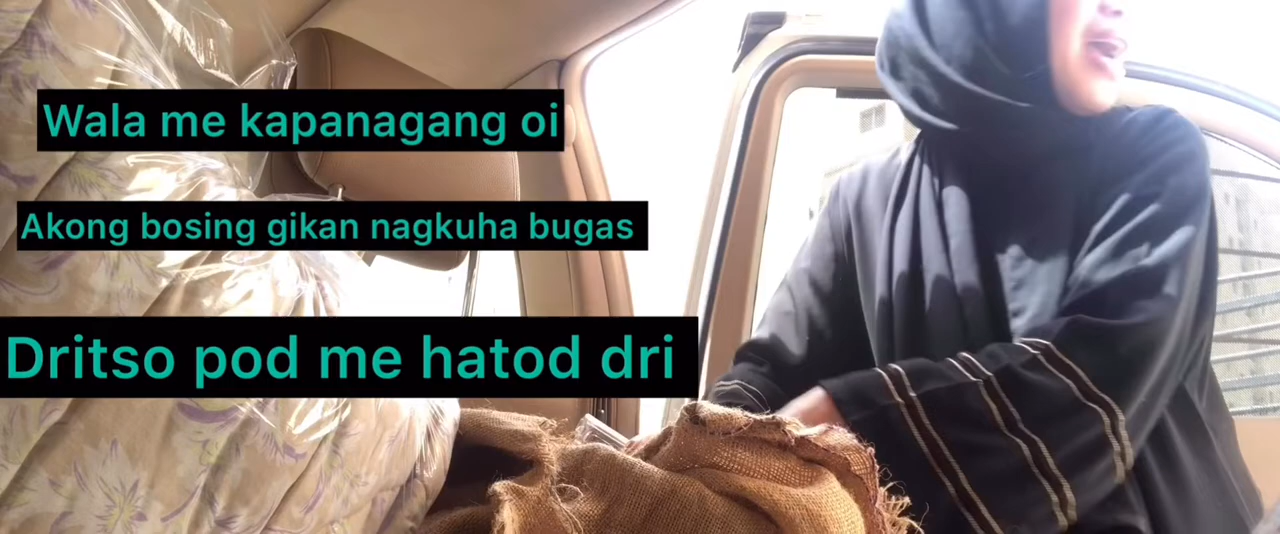 Wala me kapanagang oi
Akong bosing gikan nagkuha bugas
Dritso pod me hatod dri